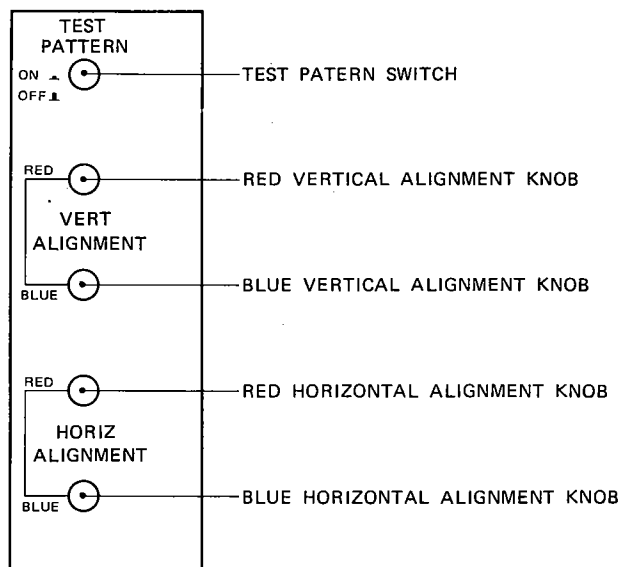 TEST
PATTERN
ON
OFF
TEST PATERN SWITCH
RED
RED VERTICAL ALIGNMENT KNOB
VERT
ALIGNMENT
BLUE
BLUE VERTICAL ALIGNMENT KNOB
RED
RED HORIZONTAL ALIGNMENT KNOB
HORIZ
ALIGNMENT
BLUE
BLUE HORIZONTAL ALIGNMENT KNOB